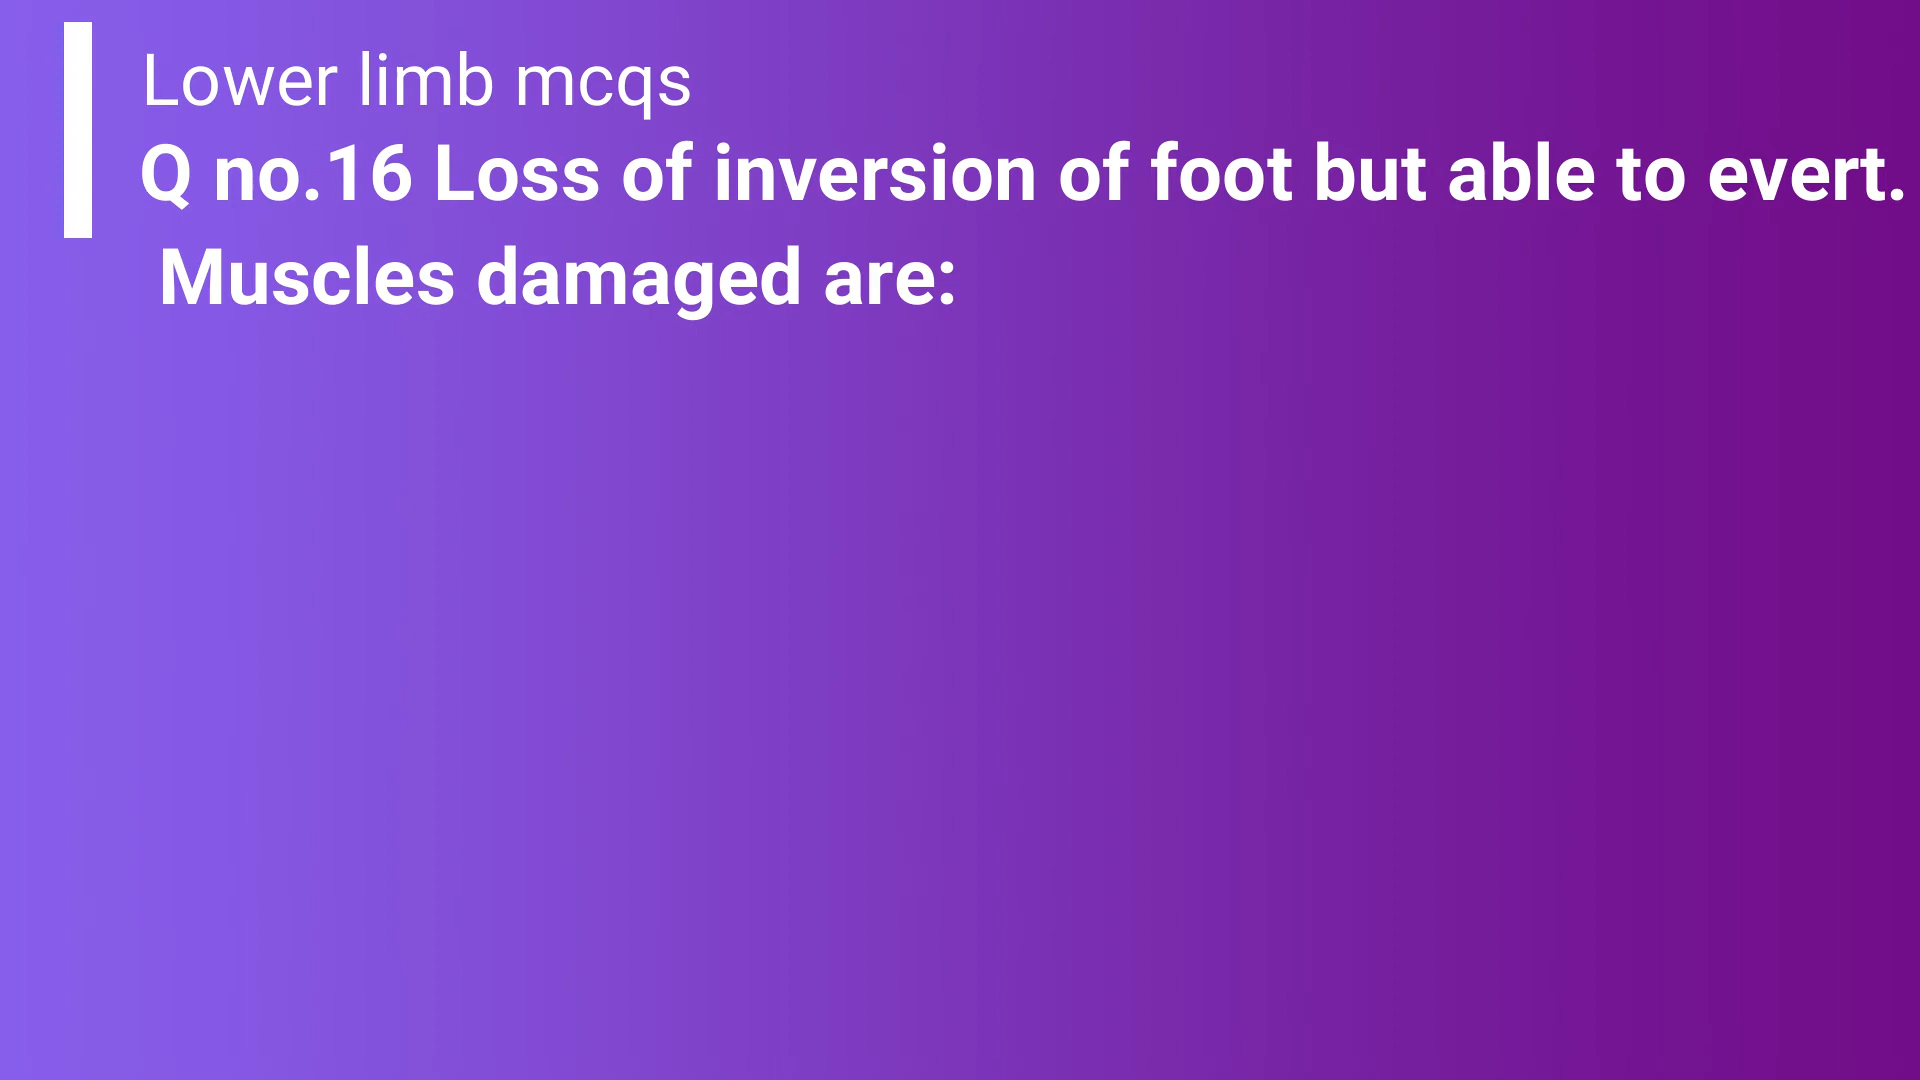 Lower limb mcqs
Q no.16 Loss of inversion of foot but able to evert.
Muscles damaged are: